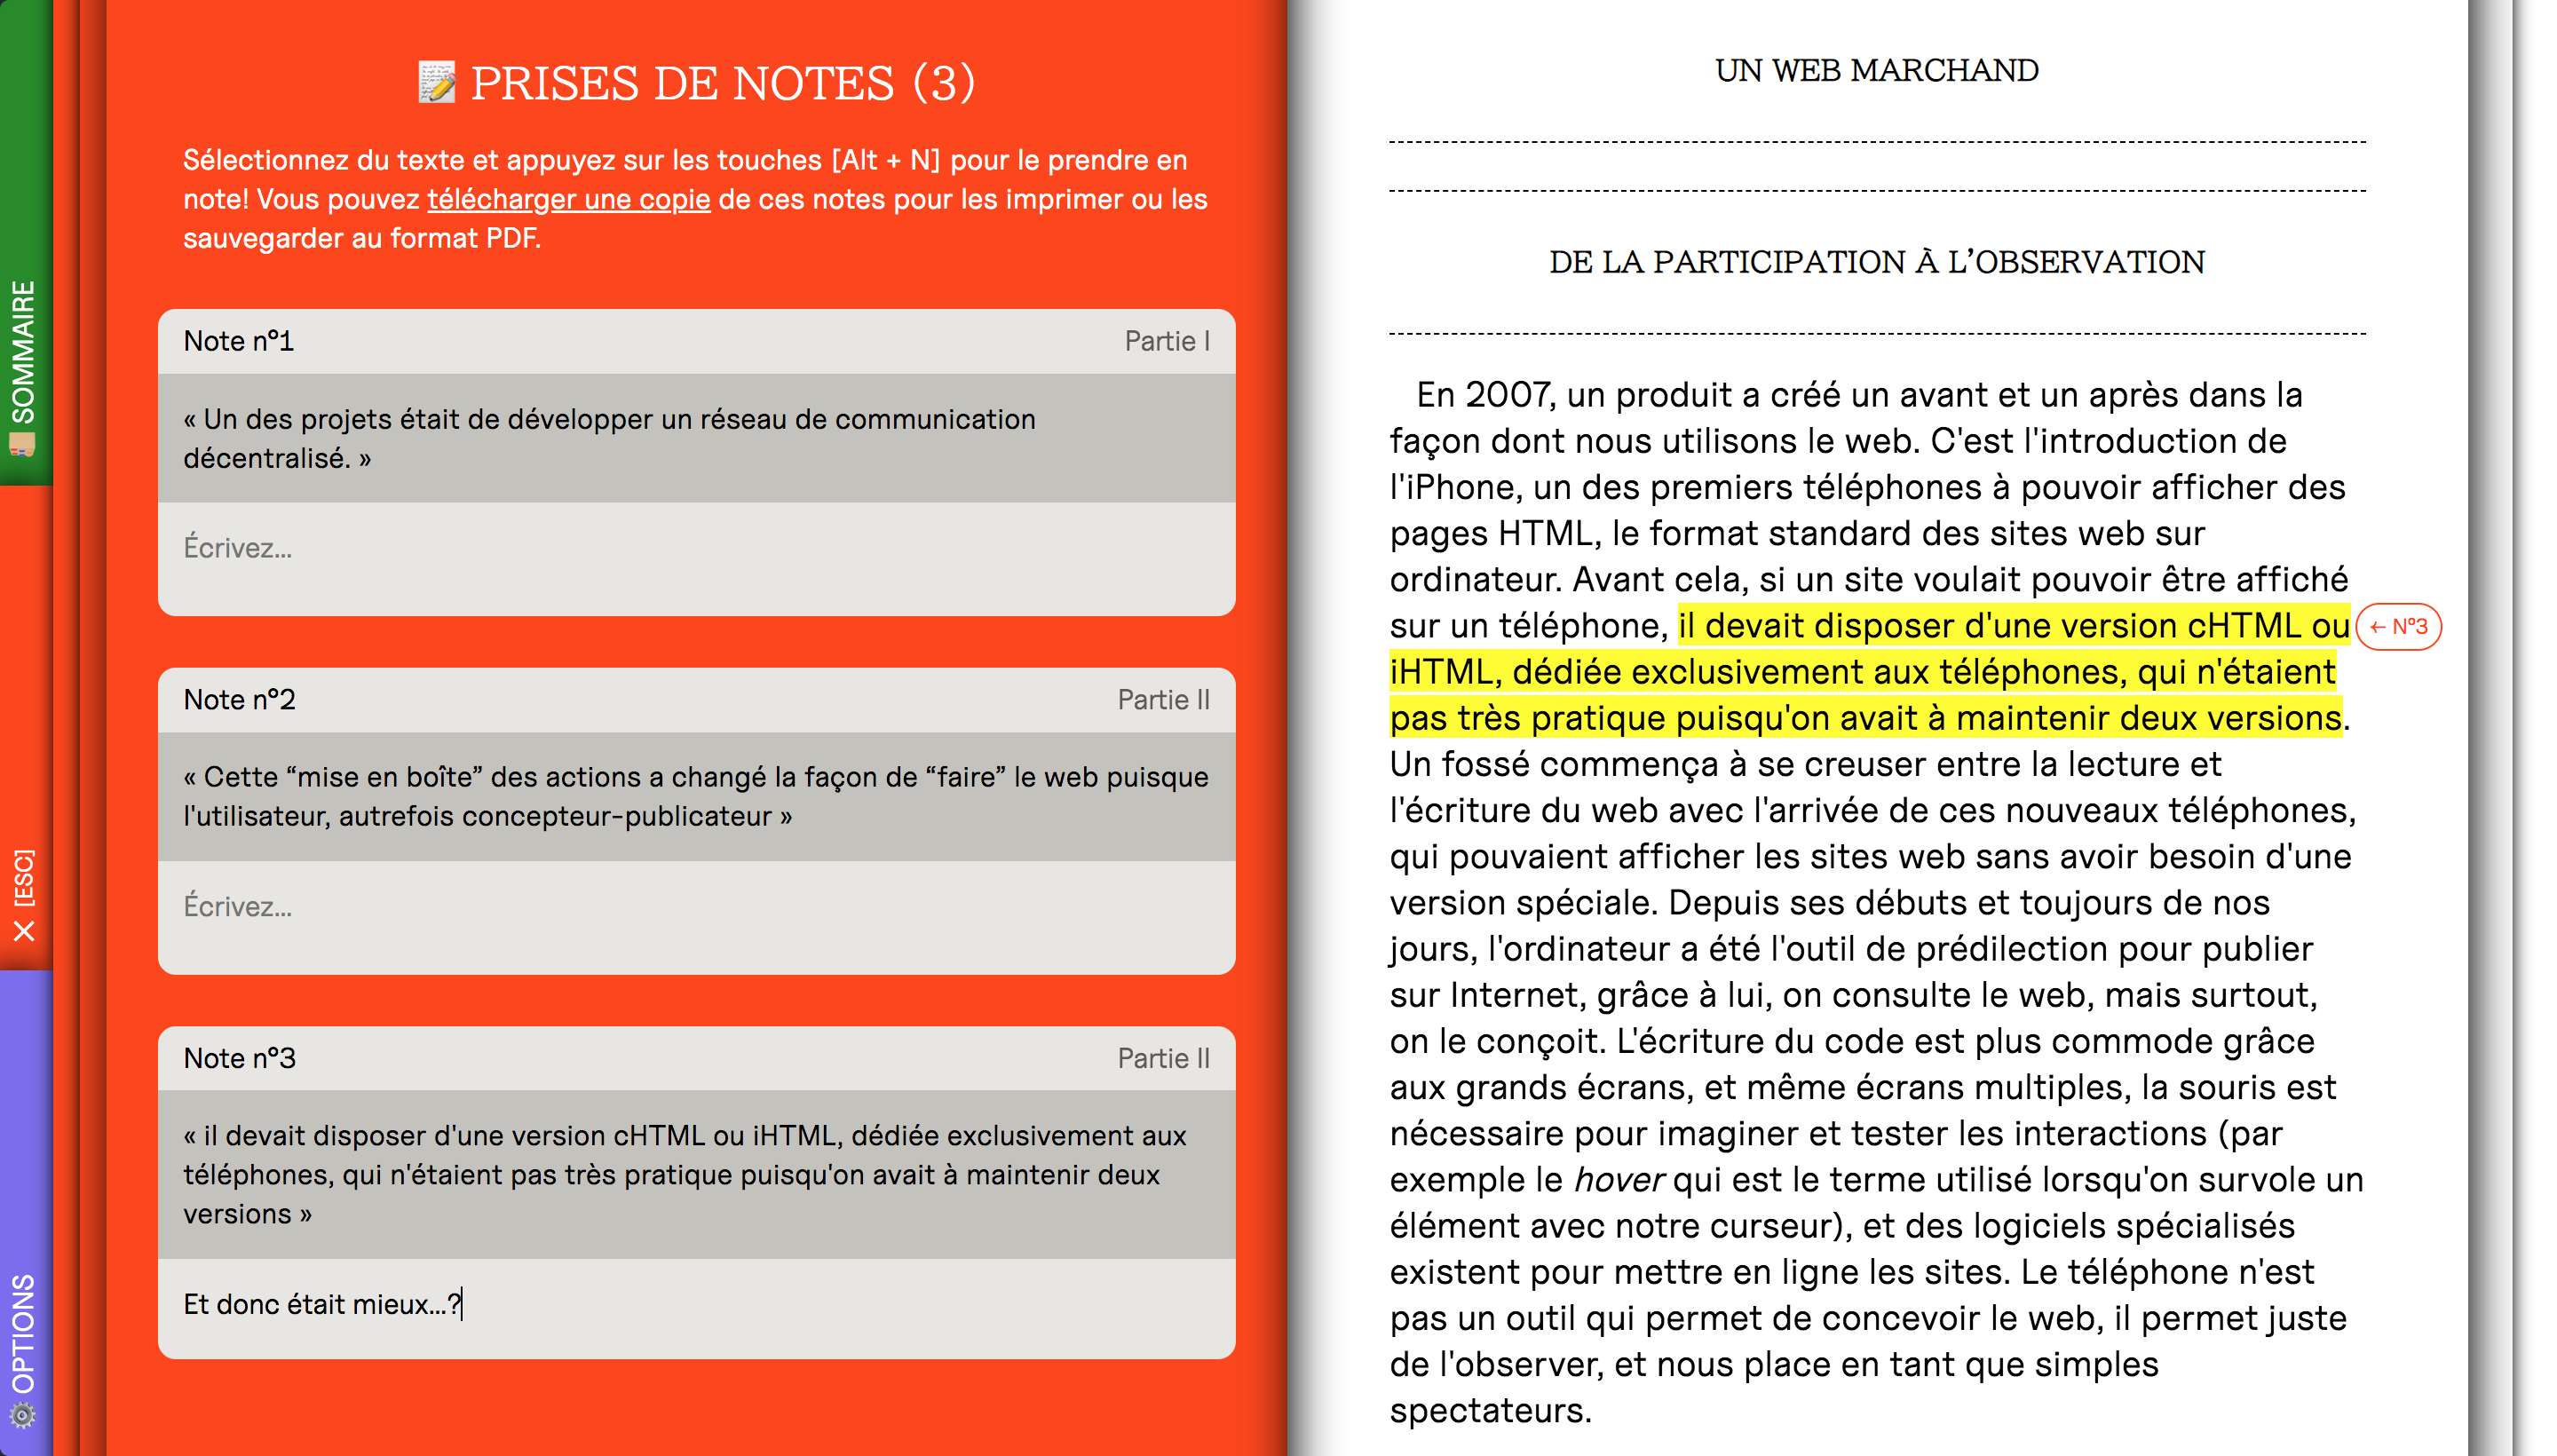 SOMMAIRE
[ESC]
OPTIONS
PRISES DE NOTES (3)
Sélectionnez du texte et appuyez sur les touches [Alt + N] pour le prendre en
note! Vous pouvez télécharger une copie de ces notes pour les imprimer ou les
sauvegarder au format PDF.
Note n°1 Partie I
« Un des projets était de développer un réseau de communication
décentralisé. »
Écrivez...
Note n°2 Partie II
« Cette “mise en boîte” des actions a changé la façon de “faire” le web puisque
l'utilisateur, autrefois concepteur-publicateur »
Écrivez...
Note n°3 Partie II
« il devait disposer d'une version cHTML ou iHTML, dédiée exclusivement aux
téléphones, qui n'étaient pas très pratique puisqu'on avait à maintenir deux
versions »
Et donc était mieux...?
UN WEB MARCHAND
DE LA PARTICIPATION À L’OBSERVATION
En 2007, un produit a créé un avant et un après dans la
façon dont nous utilisons le web. C'est l'introduction de
l'iPhone, un des premiers téléphones à pouvoir afficher des
pages HTML, le format standard des sites web sur
ordinateur. Avant cela, si un site voulait pouvoir être affiché
sur un téléphone, il devait disposer d'une version cHTML ou
← N°3
iHTML, dédiée exclusivement aux téléphones, qui n'étaient
pas très pratique puisqu'on avait à maintenir deux versions.
Un fossé commença à se creuser entre la lecture et
l'écriture du web avec l'arrivée de ces nouveaux téléphones,
qui pouvaient afficher les sites web sans avoir besoin d'une
version spéciale. Depuis ses débuts et toujours de nos
jours, l'ordinateur a été l'outil de prédilection pour publier
sur Internet, grâce à lui, on consulte le web, mais surtout,
on le conçoit. L'écriture du code est plus commode grâce
aux grands écrans, et même écrans multiples, la souris est
nécessaire pour imaginer et tester les interactions (par
exemple le hover qui est le terme utilisé lorsqu'on survole un
élément avec notre curseur), et des logiciels spécialisés
existent pour mettre en ligne les sites. Le téléphone n'est
pas un outil qui permet de concevoir le web, il permet juste
de l'observer, et nous place en tant que simples
spectateurs.